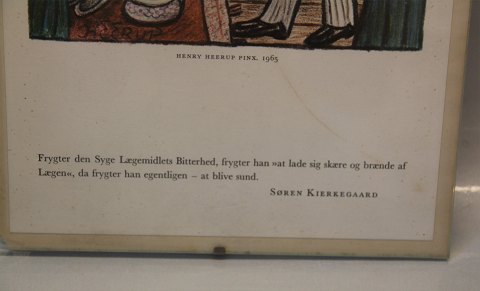 HEERUP
HENRY HEERUP PINX. 1965
Frygter den Syge Lægemidlets Bitterhed, frygter han »at lade sig skære og brænde af
Lægen«, da frygter han egentligen – at blive sund.
SØREN KIERKEGAARD